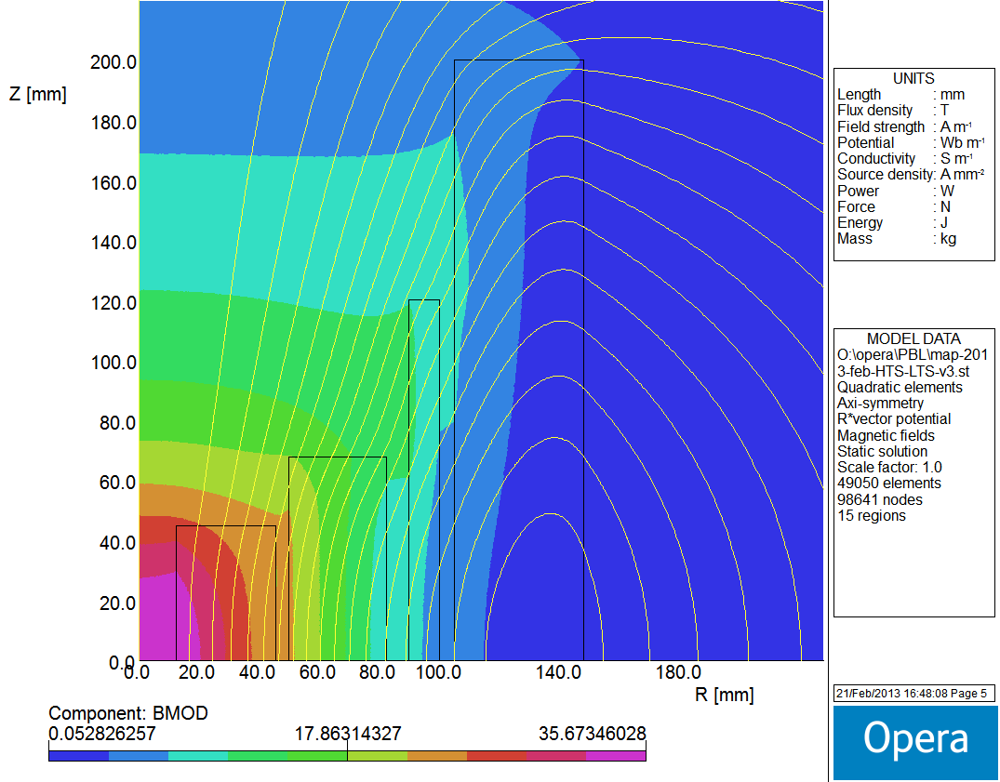 Z [mm]
200.0
180.0
160.0
140.0
120.0
100.0
80.0
60.0
40.0
20.0
0.0
0.0 20.0 40.0 60.0 80.0 100.0 140.0 180.0
R [mm]
Component: BMOD
0.052826257 17.86314327 35.67346028
UNITS
Length : mm
Flux density : T
Field strength : A m⁻¹
Potential : Wb m⁻¹
Conductivity : S m⁻¹
Source density: A mm⁻²
Power : W
Force : N
Energy : J
Mass : kg
MODEL DATA
O:\opera\PBL\map-201
3-feb-HTS-LTS-v3.st
Quadratic elements
Axi-symmetry
R*vector potential
Magnetic fields
Static solution
Scale factor: 1.0
49050 elements
98641 nodes
15 regions
21/Feb/2013 16:48:08 Page 5
Opera